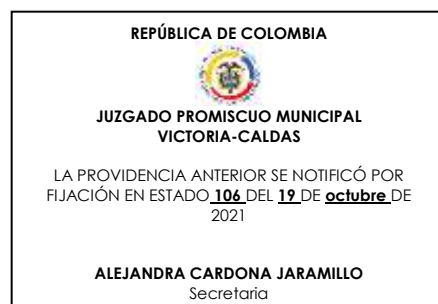 REPÚBLICA DE COLOMBIA
JUZGADO PROMISCUO MUNICIPAL
VICTORIA-CALDAS
LA PROVIDENCIA ANTERIOR SE NOTIFICÓ POR
FIJACIÓN EN ESTADO 106 DEL 19 DE octubre DE
2021
ALEJANDRA CARDONA JARAMILLO
Secretaria